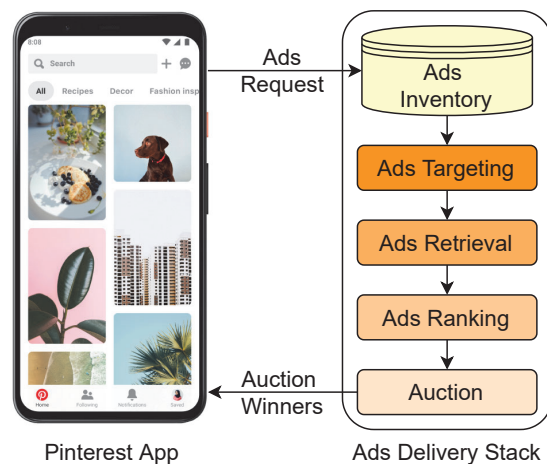 8:08
Search
All Recipes Decor Fashion insp
Home Following Notifications Saved
Pinterest App
Ads
Request
Auction
Winners
Ads
Inventory
Ads Targeting
Ads Retrieval
Ads Ranking
Auction
Ads Delivery Stack